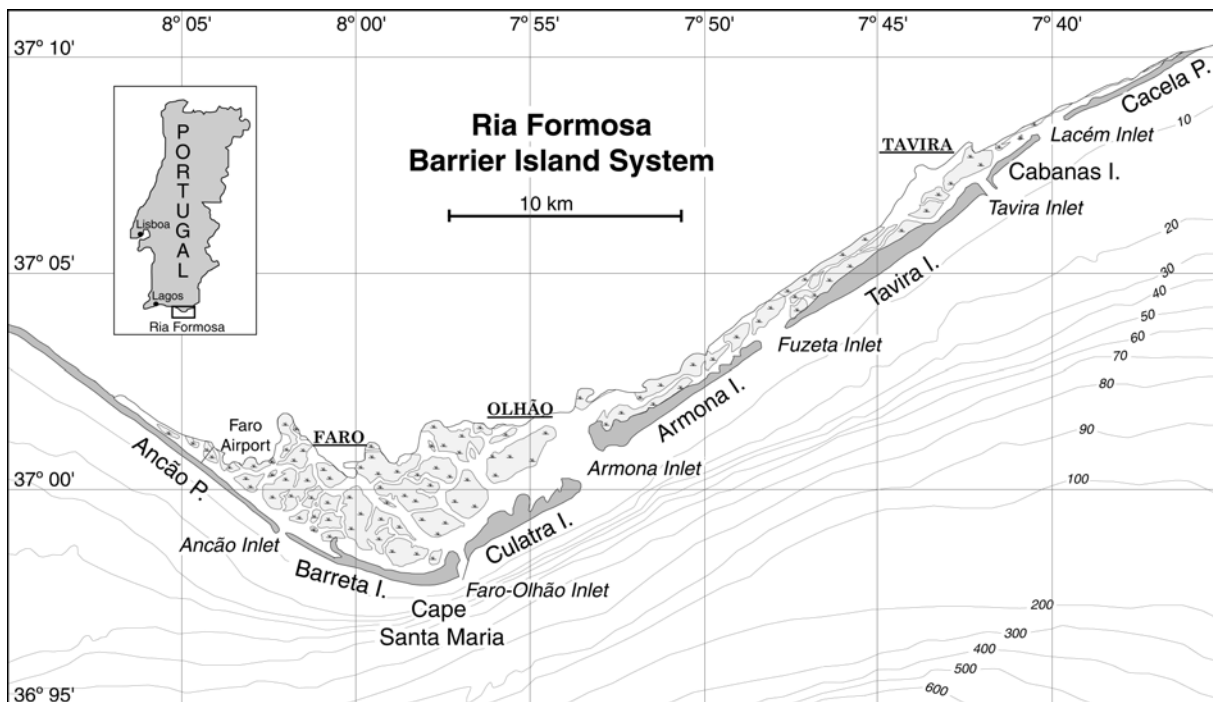 8° 05'
8° 00'
7° 55'
7° 50'
7° 45'
7° 40'
37° 10'
37° 05'
37° 00'
36° 95'
PORTUGAL
Lisboa
Lagos
Ria Formosa
Ria Formosa
Barrier Island System
10 km
TAVIRA
Cacela P.
Lacém Inlet
10
Cabanas I.
Tavira Inlet
20
Tavira I.
30
40
50
60
70
80
Fuzeta Inlet
Armona I.
90
OLHÃO
Faro
Airport
FARO
Armona Inlet
100
Ancão P.
Culatra I.
Ancão Inlet
Barreta I.
Faro-Olhão Inlet
Cape
Santa Maria
200
300
400
500
600